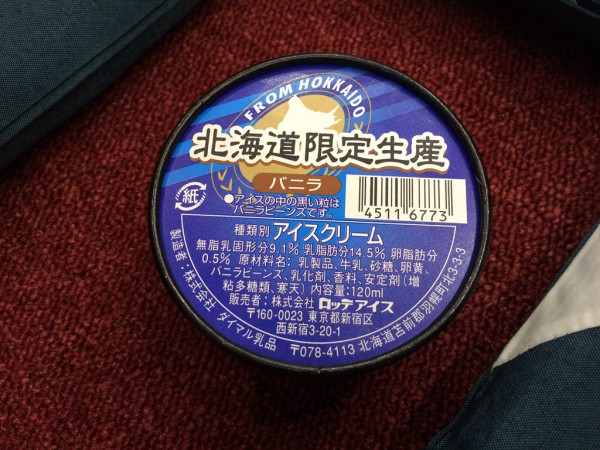 FROM HOKKAIDO
北海道限定生産
バニラ
●アイスの中の黒い粒は
バニラビーンズです。
紙
4511 6773
種類別 アイスクリーム
無脂乳固形分9.1% 乳脂肪分14.5% 卵脂肪分
0.5% 原材料名: 乳製品、牛乳、砂糖、卵黄、
バニラビーンズ、乳化剤、香料、安定剤(増
粘多糖類、寒天) 内容量:120ml
販売者:株式会社 ロッテアイス
〒160-0023 東京都新宿区
西新宿3-20-1
製造者・株式会社 ダイマル乳品 〒078-4113 北海道苫前郡羽幌町北3-3-3